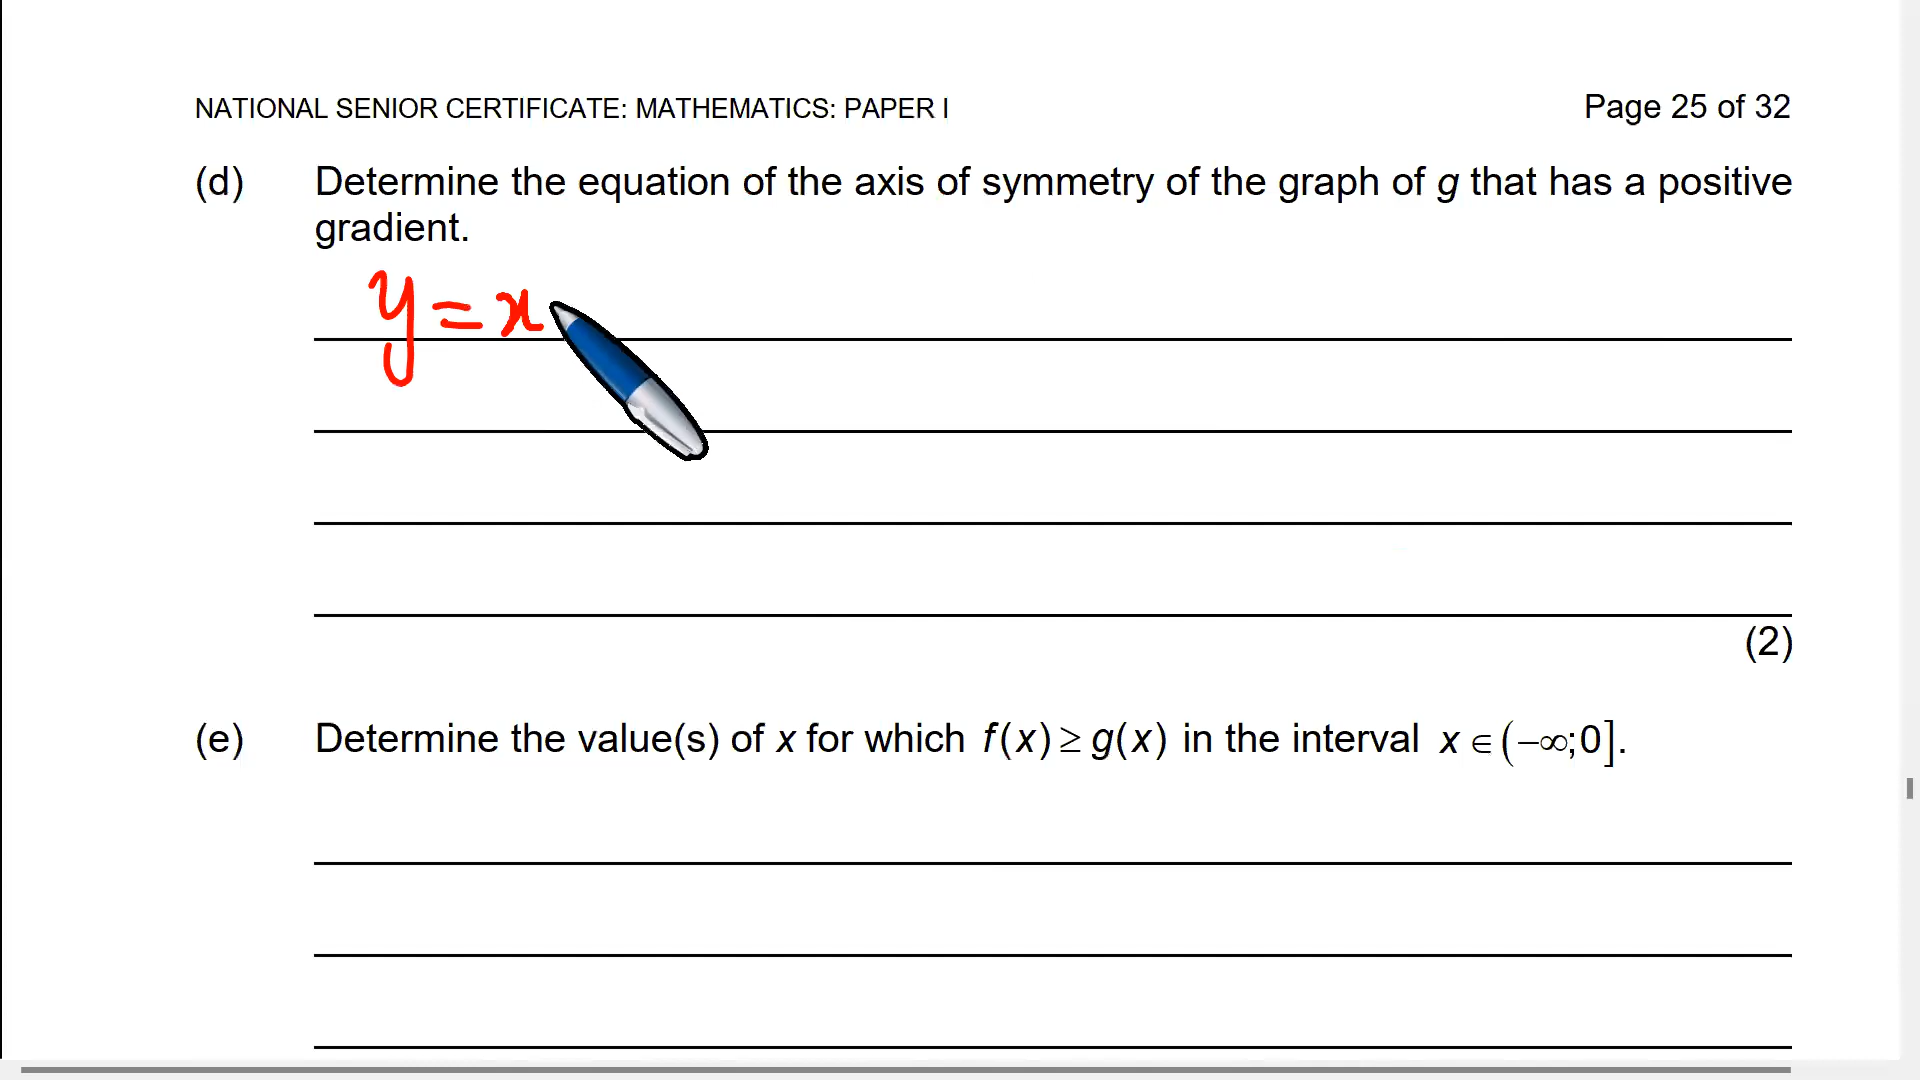 NATIONAL SENIOR CERTIFICATE: MATHEMATICS: PAPER I Page 25 of 32
(d) Determine the equation of the axis of symmetry of the graph of g that has a positive
gradient.
y = x
(2)
(e) Determine the value(s) of x for which f(x) ≥ g(x) in the interval x ∈ (−∞;0].